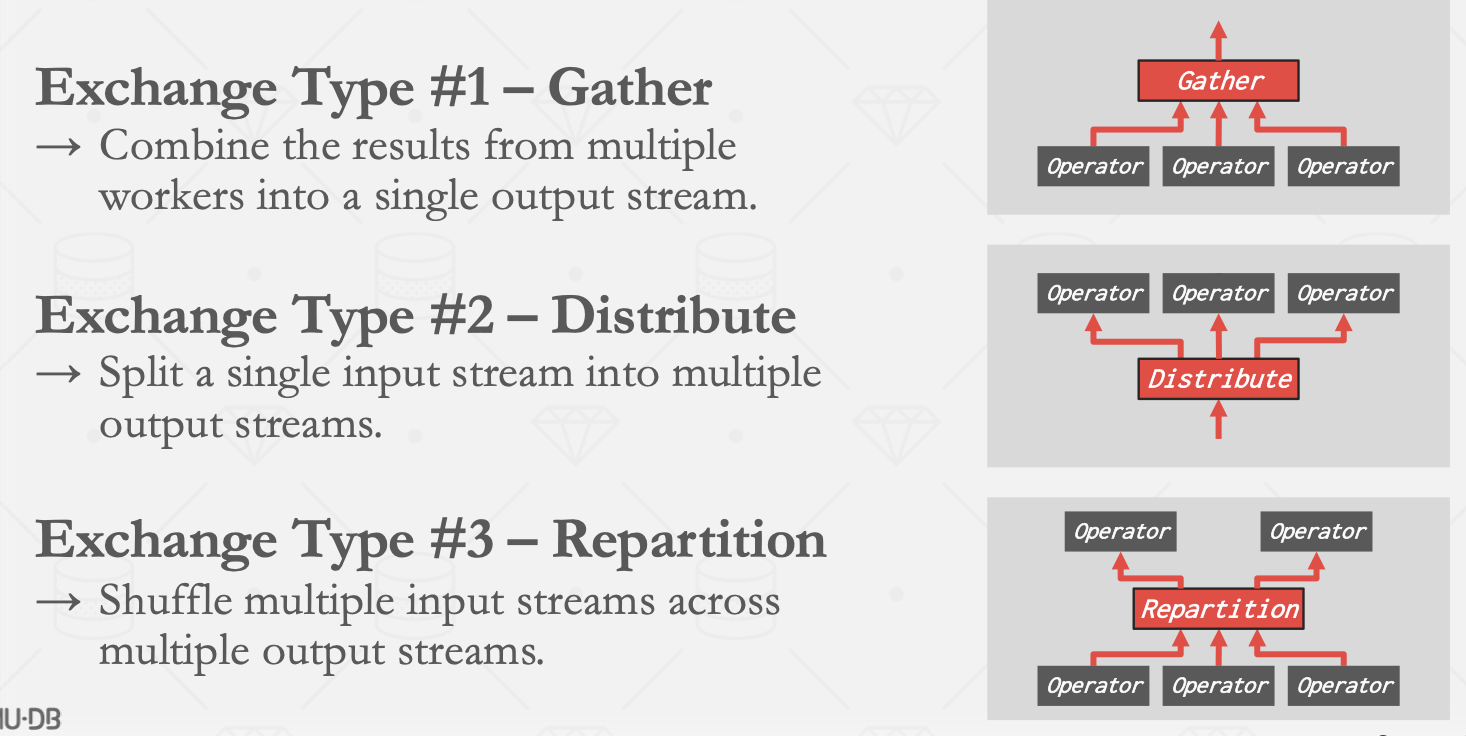 Exchange Type #1 – Gather
→ Combine the results from multiple
workers into a single output stream.
Gather
Operator Operator Operator
Exchange Type #2 – Distribute
→ Split a single input stream into multiple
output streams.
Operator Operator Operator
Distribute
Exchange Type #3 – Repartition
→ Shuffle multiple input streams across
multiple output streams.
Operator Operator
Repartition
Operator Operator Operator
U·DB